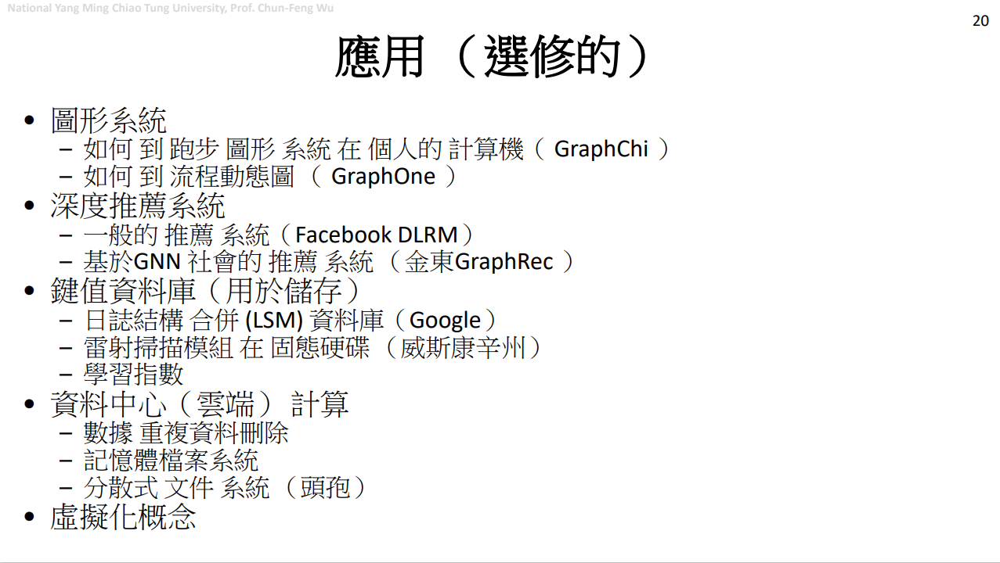 National Yang Ming Chiao Tung University, Prof. Chun-Feng Wu
20
應用（選修的）
• 圖形系統
– 如何 到 跑步 圖形 系統 在 個人的 計算機（ GraphChi ）
– 如何 到 流程動態圖 （ GraphOne ）
• 深度推薦系統
– 一般的 推薦 系統（Facebook DLRM）
– 基於GNN 社會的 推薦 系統 （金東GraphRec ）
• 鍵值資料庫（用於儲存）
– 日誌結構 合併 (LSM) 資料庫（Google）
– 雷射掃描模組 在 固態硬碟 （威斯康辛州）
– 學習指數
• 資料中心（雲端） 計算
– 數據 重複資料刪除
– 記憶體檔案系統
– 分散式 文件 系統 （頭孢）
• 虛擬化概念